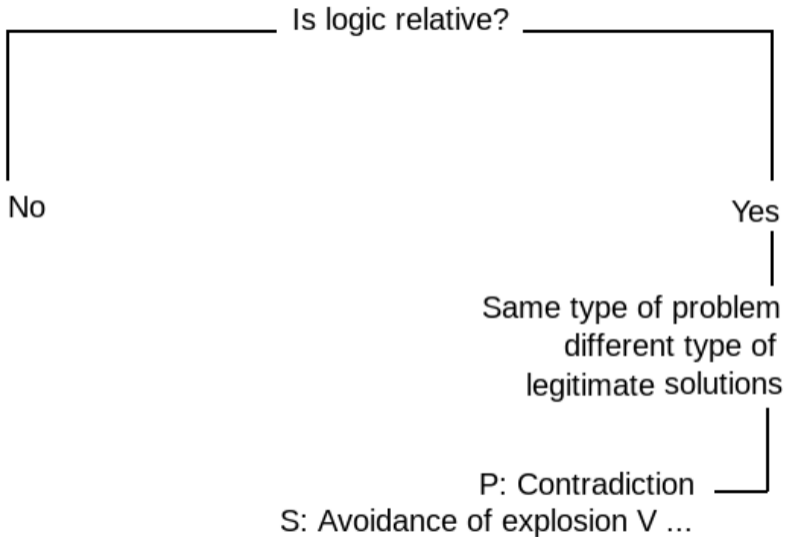 Is logic relative?
No
Yes
Same type of problem
different type of
legitimate solutions
P: Contradiction
S: Avoidance of explosion V ...